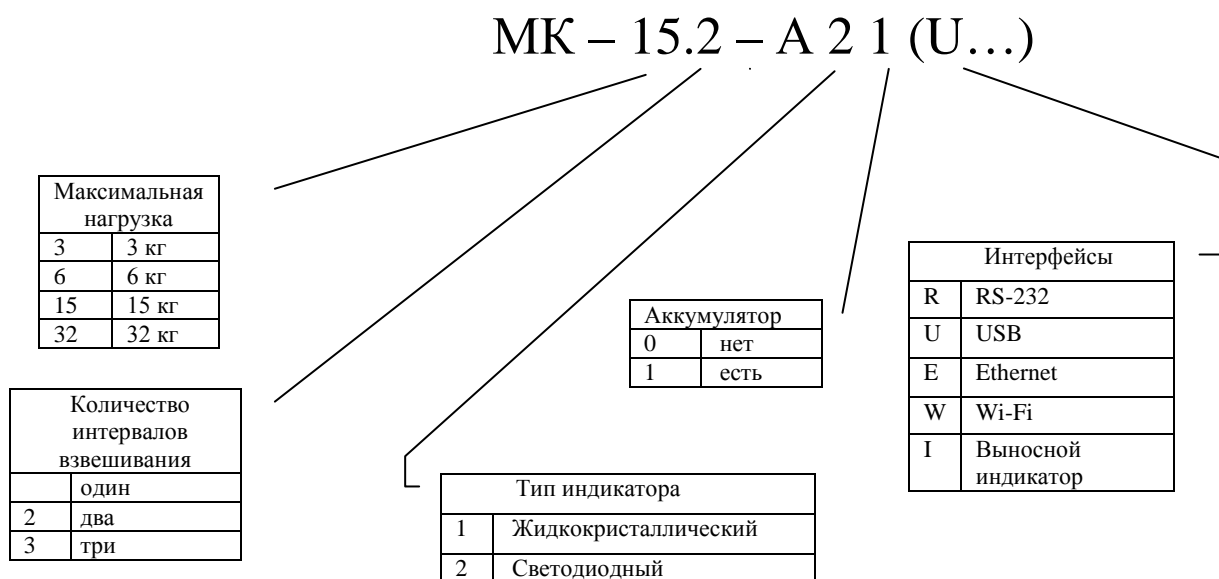 МК – 15.2 – А 2 1 (U…)
Максимальная
нагрузка
3 3 кг
6 6 кг
15 15 кг
32 32 кг
Количество
интервалов
взвешивания
один
2 два
3 три
Аккумулятор
0 нет
1 есть
Тип индикатора
1 Жидкокристаллический
2 Светодиодный
Интерфейсы
R RS-232
U USB
E Ethernet
W Wi-Fi
I Выносной
индикатор